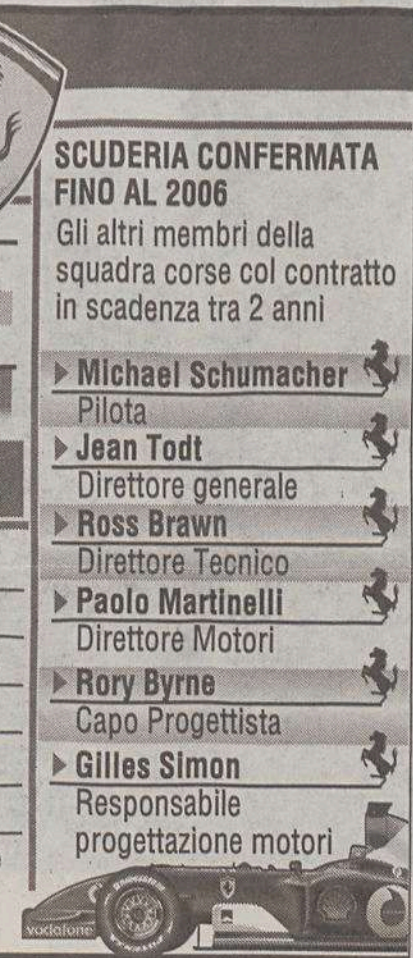 SCUDERIA CONFERMATA
FINO AL 2006
Gli altri membri della
squadra corse col contratto
in scadenza tra 2 anni
Michael Schumacher
Pilota
Jean Todt
Direttore generale
Ross Brawn
Direttore Tecnico
Paolo Martinelli
Direttore Motori
Rory Byrne
Capo Progettista
Gilles Simon
Responsabile
progettazione motori
vodafone